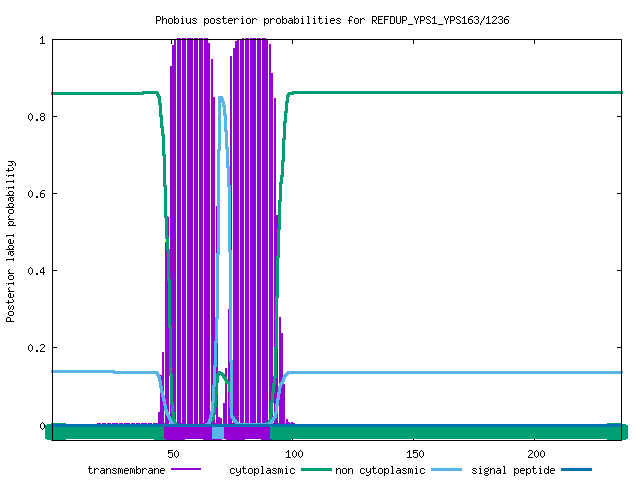 Phobius posterior probabilities for REFDUP_YPS1_YPS163/1236
Posterior label probability
1
0.8
0.6
0.4
0.2
0
50
100
150
200
transmembrane
cytoplasmic
non cytoplasmic
signal peptide